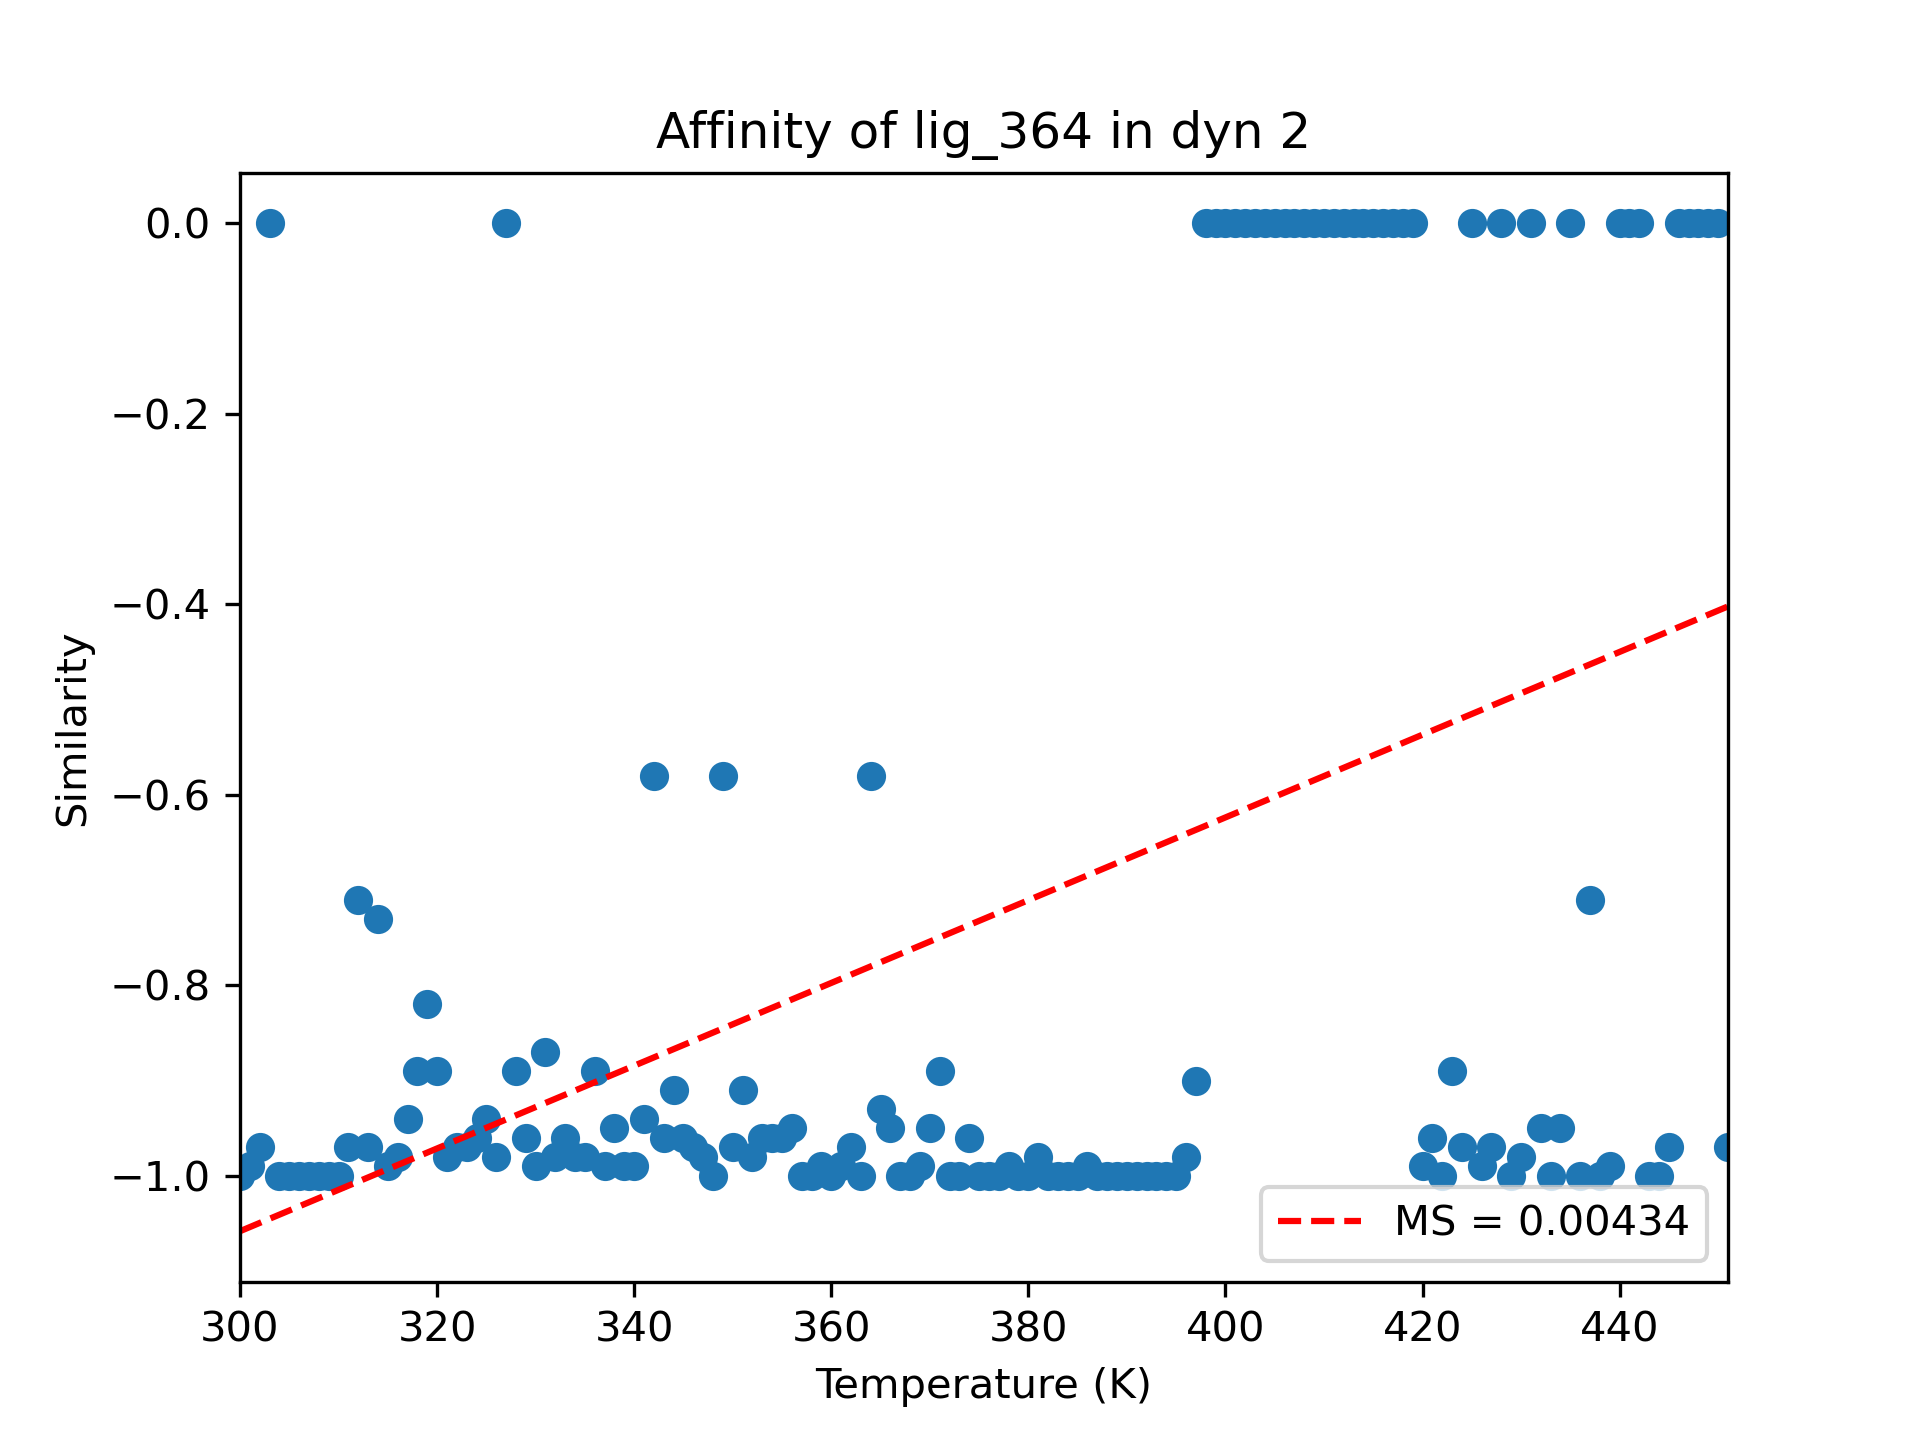 Affinity of lig_364 in dyn 2
0.0
−0.2
−0.4
−0.6
−0.8
−1.0
Similarity
MS = 0.00434
300 320 340 360 380 400 420 440
Temperature (K)